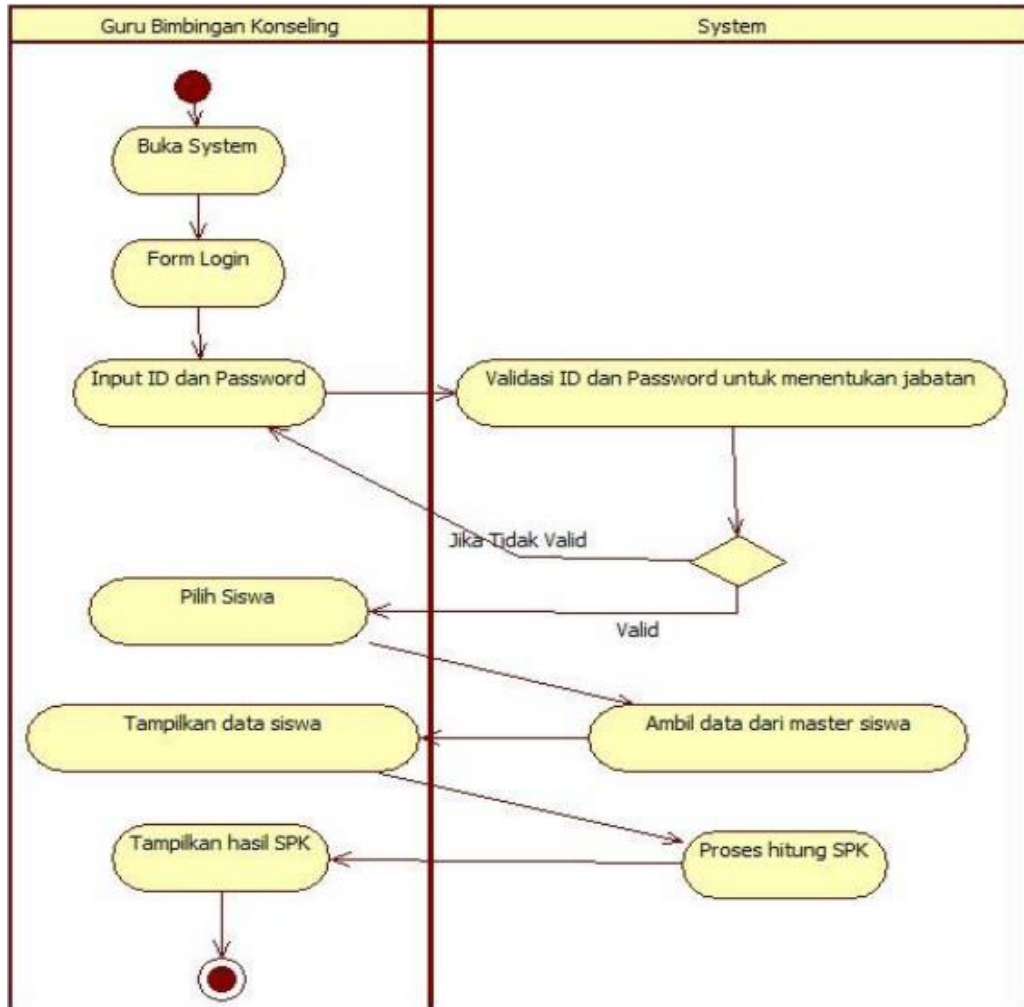 Guru Bimbingan Konseling
System
Buka System
Form Login
Input ID dan Password
Validasi ID dan Password untuk menentukan jabatan
Jika Tidak Valid
Pilih Siswa
Valid
Tampilkan data siswa
Ambil data dari master siswa
Tampilkan hasil SPK
Proses hitung SPK